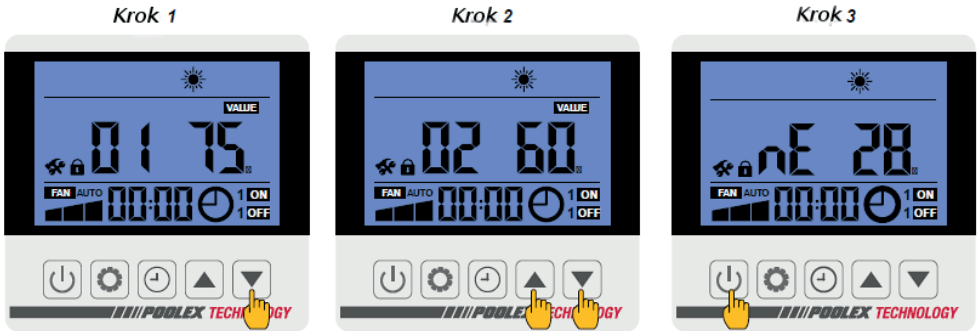 Krok 1
VALUE
01 75
FAN AUTO 00:00 1 ON
1 OFF
POOLEX TECHNOLOGY
Krok 2
VALUE
02 60
FAN AUTO 00:00 1 ON
1 OFF
POOLEX TECHNOLOGY
Krok 3
nE 28
FAN AUTO 00:00 1 ON
1 OFF
POOLEX TECHNOLOGY